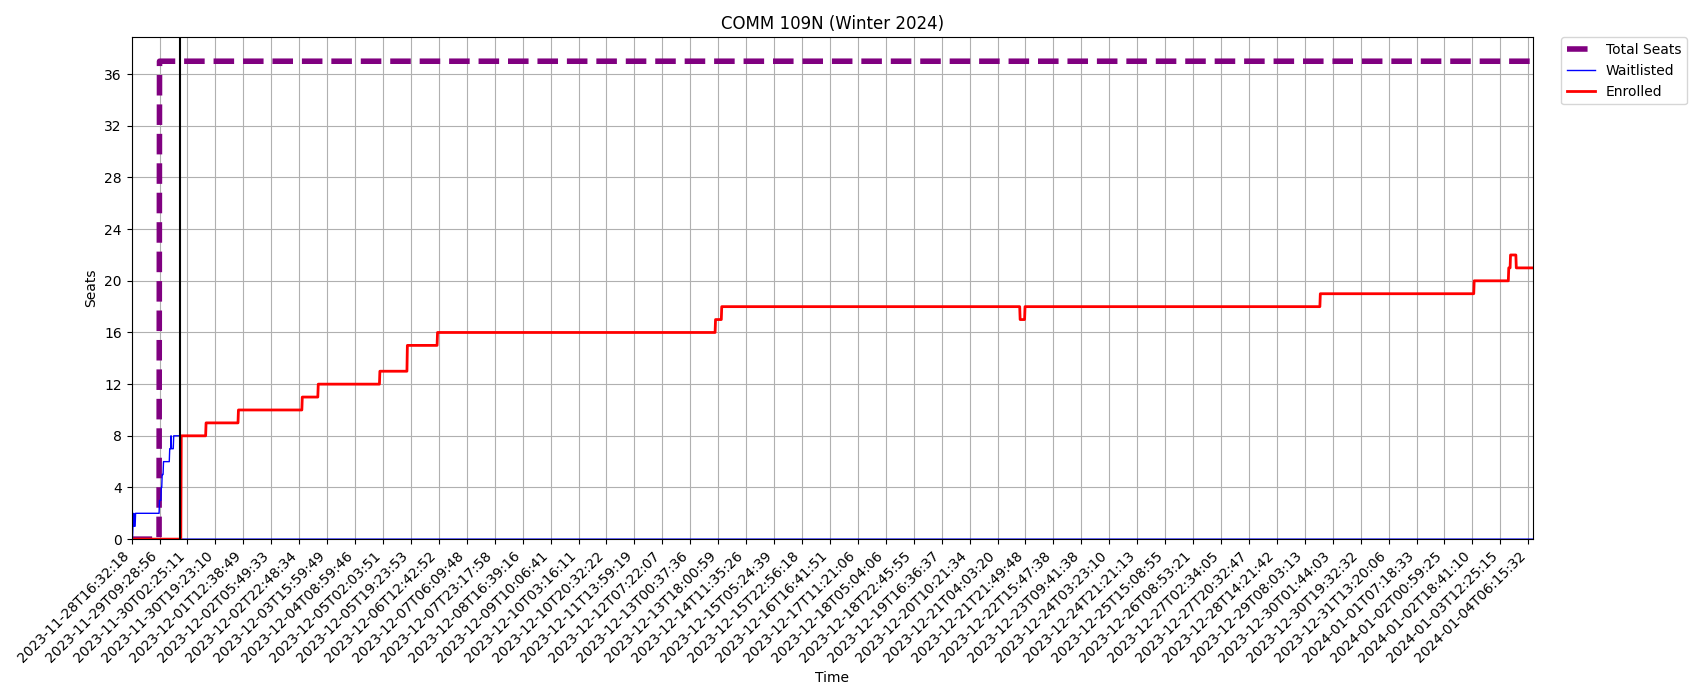 COMM 109N (Winter 2024)
Total Seats
Waitlisted
Enrolled
36
32
28
24
20
16
12
8
4
0
Seats
2023-11-28T16:32:18
2023-11-29T09:28:56
2023-11-30T02:25:11
2023-11-30T19:23:10
2023-12-01T12:38:49
2023-12-02T05:49:33
2023-12-02T22:48:34
2023-12-03T15:59:49
2023-12-04T08:59:46
2023-12-05T02:03:51
2023-12-05T19:23:53
2023-12-06T12:42:52
2023-12-07T06:09:48
2023-12-07T23:17:58
2023-12-08T16:39:16
2023-12-09T10:06:41
2023-12-10T03:16:11
2023-12-10T20:32:22
2023-12-11T13:59:19
2023-12-12T07:22:07
2023-12-13T00:37:36
2023-12-13T18:00:59
2023-12-14T11:35:26
2023-12-15T05:24:39
2023-12-15T22:56:18
2023-12-16T16:41:51
2023-12-17T11:21:06
2023-12-18T05:04:06
2023-12-18T22:45:55
2023-12-19T16:36:37
2023-12-20T10:21:34
2023-12-21T04:03:20
2023-12-21T21:49:48
2023-12-22T15:47:38
2023-12-23T09:41:38
2023-12-24T03:23:10
2023-12-24T21:21:13
2023-12-25T15:08:55
2023-12-26T08:53:21
2023-12-27T02:34:05
2023-12-27T20:32:47
2023-12-28T14:21:42
2023-12-29T08:03:13
2023-12-30T01:44:03
2023-12-30T19:32:32
2023-12-31T13:20:06
2024-01-01T07:18:33
2024-01-02T00:59:25
2024-01-02T18:41:10
2024-01-03T12:25:15
2024-01-04T06:15:32
Time